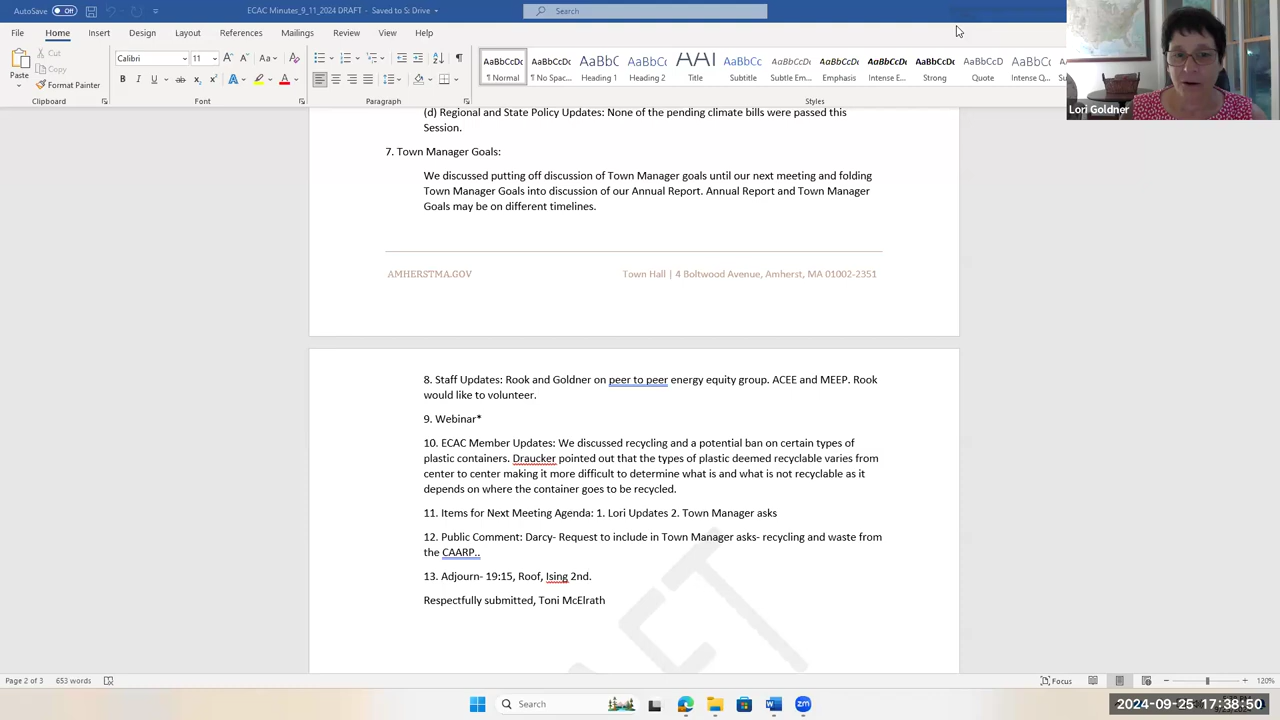 ECAC Minutes_9_11_2024 DRAFT - Saved to S: Drive
AutoSave Off
Search
File Home Insert Draw Design Layout References Mailings Review View Help
Paste
Cut
Copy
Format Painter
Clipboard
Calibri 11
Font
Paragraph
AaBbCcDc AaBbCcDc AaBbC AaBbCc AaBbCc AaBbCcDc AaBbCcDc AaBbCcDc AaBbCcDc AaBbCcD
¶ Normal ¶ No Spac... Heading 1 Heading 2 Title Subtitle Subtle Em... Emphasis Intense E... Strong Quote Intense Q...
Styles
Lori Goldner
(d) Regional and State Policy Updates: None of the pending climate bills were passed this
Session.
7. Town Manager Goals:
We discussed putting off discussion of Town Manager goals until our next meeting and folding
Town Manager Goals into discussion of our Annual Report. Annual Report and Town Manager
Goals may be on different timelines.
AMHERSTMA.GOV
Town Hall | 4 Boltwood Avenue, Amherst, MA 01002-2351
8. Staff Updates: Rook and Goldner on peer to peer energy equity group. ACEE and MEEP. Rook
would like to volunteer.
9. Webinar*
10. ECAC Member Updates: We discussed recycling and a potential ban on certain types of
plastic containers. Draucker pointed out that the types of plastic deemed recyclable varies from
center to center making it more difficult to determine what is and what is not recyclable as it
depends on where the container goes to be recycled.
11. Items for Next Meeting Agenda: 1. Lori Updates 2. Town Manager asks
12. Public Comment: Darcy- Request to include in Town Manager asks- recycling and waste from
the CAARP..
13. Adjourn- 19:15, Roof, Ising 2nd.
Respectfully submitted, Toni McElrath
Page 2 of 3 653 words
Focus
120%
Search
2024-09-25 17:38:50